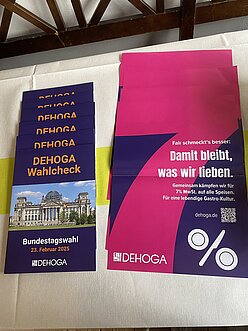 DEHOGA
DEHOGA
DEHOGA
DEHOGA
DEHOGA
DEHOGA
Wahlcheck
Bundestagswahl
23. Februar 2025
DEHOGA
Fair schmeckt's besser:
Damit bleibt,
was wir lieben.
Gemeinsam kämpfen wir für
7% MwSt. auf alle Speisen.
Für eine lebendige Gastro-Kultur.
dehoga.de
%
DEHOGA